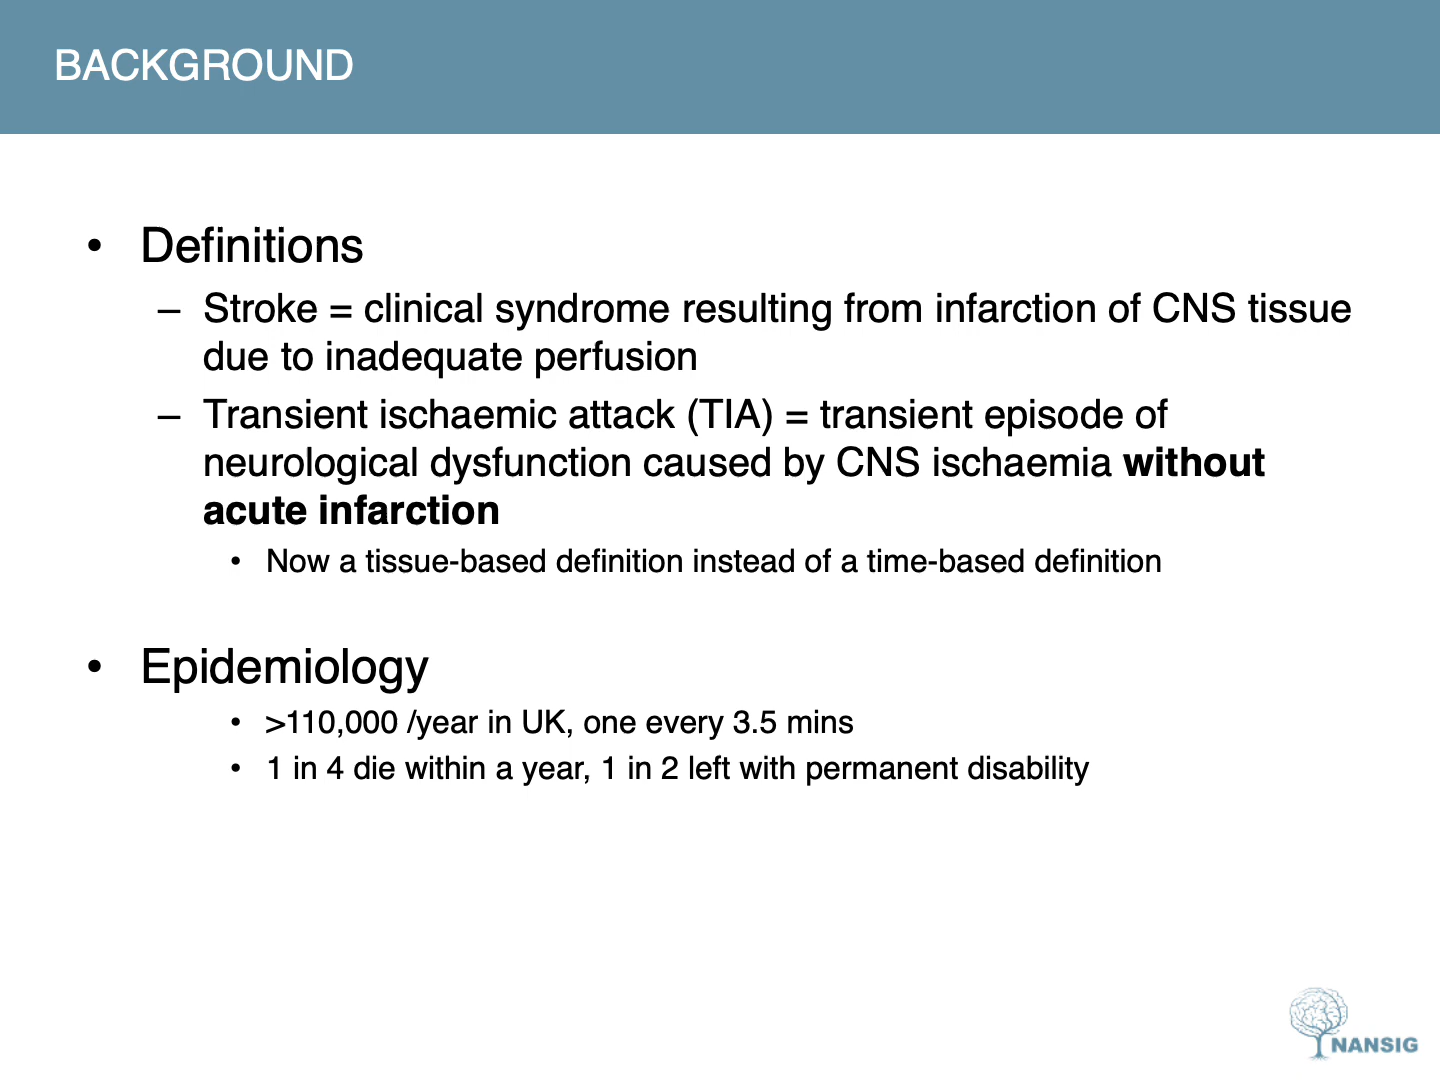 BACKGROUND
• Definitions
– Stroke = clinical syndrome resulting from infarction of CNS tissue
due to inadequate perfusion
– Transient ischaemic attack (TIA) = transient episode of
neurological dysfunction caused by CNS ischaemia without
acute infarction
• Now a tissue-based definition instead of a time-based definition
• Epidemiology
• >110,000 /year in UK, one every 3.5 mins
• 1 in 4 die within a year, 1 in 2 left with permanent disability
NANSIG